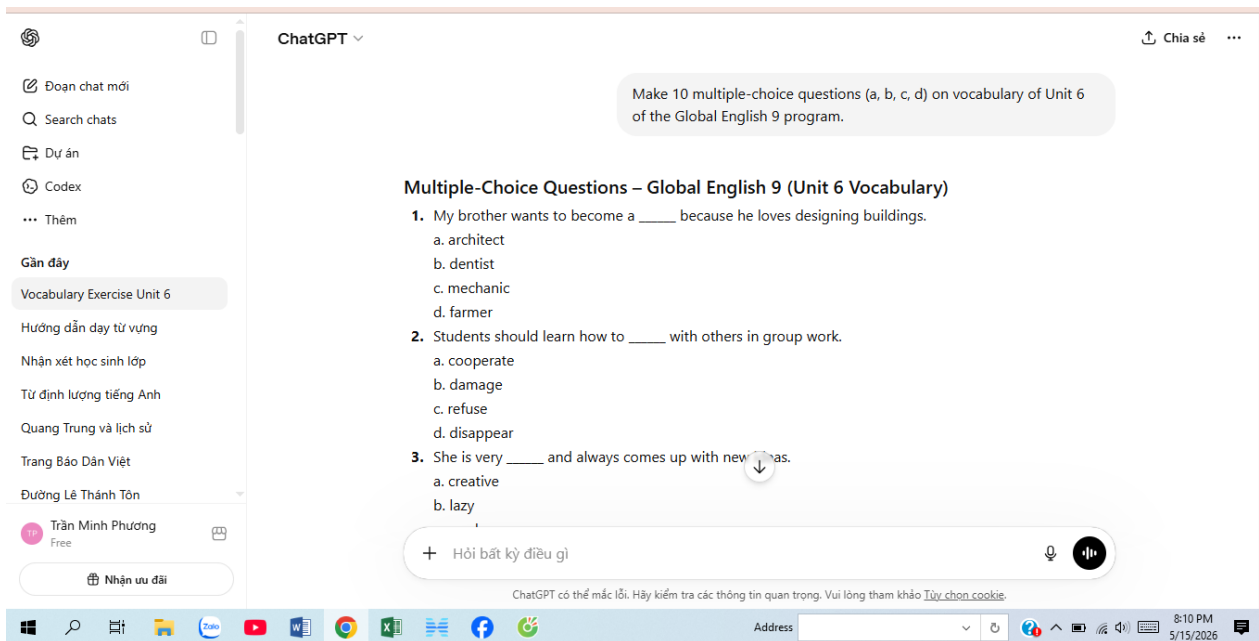 ChatGPT
Chia sẻ
Đoạn chat mới
Search chats
Dự án
Codex
Thêm
Gần đây
Vocabulary Exercise Unit 6
Hướng dẫn dạy từ vựng
Nhận xét học sinh lớp
Từ định lượng tiếng Anh
Quang Trung và lịch sử
Trang Báo Dân Việt
Đường Lê Thánh Tôn
TP
Trần Minh Phương
Free
Nhận ưu đãi
Make 10 multiple-choice questions (a, b, c, d) on vocabulary of Unit 6
of the Global English 9 program.
Multiple-Choice Questions – Global English 9 (Unit 6 Vocabulary)
1. My brother wants to become a ______ because he loves designing buildings.
a. architect
b. dentist
c. mechanic
d. farmer
2. Students should learn how to ______ with others in group work.
a. cooperate
b. damage
c. refuse
d. disappear
3. She is very ______ and always comes up with new
a. creative
b. lazy
Hỏi bất kỳ điều gì
ChatGPT có thể mắc lỗi. Hãy kiểm tra các thông tin quan trọng. Vui lòng tham khảo Tùy chọn cookie.
Zalo
Address
8:10 PM
5/15/2026